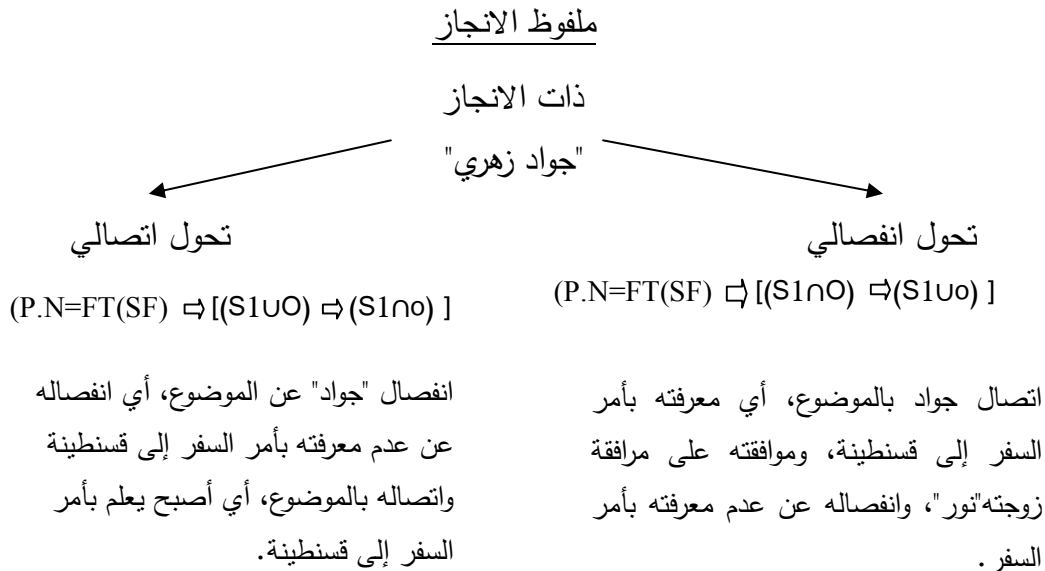 ملفوظ الانجاز
ذات الانجاز
"جواد زهري"
تحول انفصالي
(P.N=FT(SF) ⇨ [(S1∩O) ⇨(S1∪o) ]
اتصال جواد بالموضوع، أي معرفته بأمر
السفر إلى قسنطينة، وموافقته على مرافقة
زوجته"نور"، وانفصاله عن عدم معرفته بأمر
السفر.
تحول اتصالي
(P.N=FT(SF) ⇨ [(S1∪O) ⇨ (S1∩o) ]
انفصال "جواد" عن الموضوع، أي انفصاله
عن عدم معرفته بأمر السفر إلى قسنطينة
واتصاله بالموضوع، أي أصبح يعلم بأمر
السفر إلى قسنطينة.